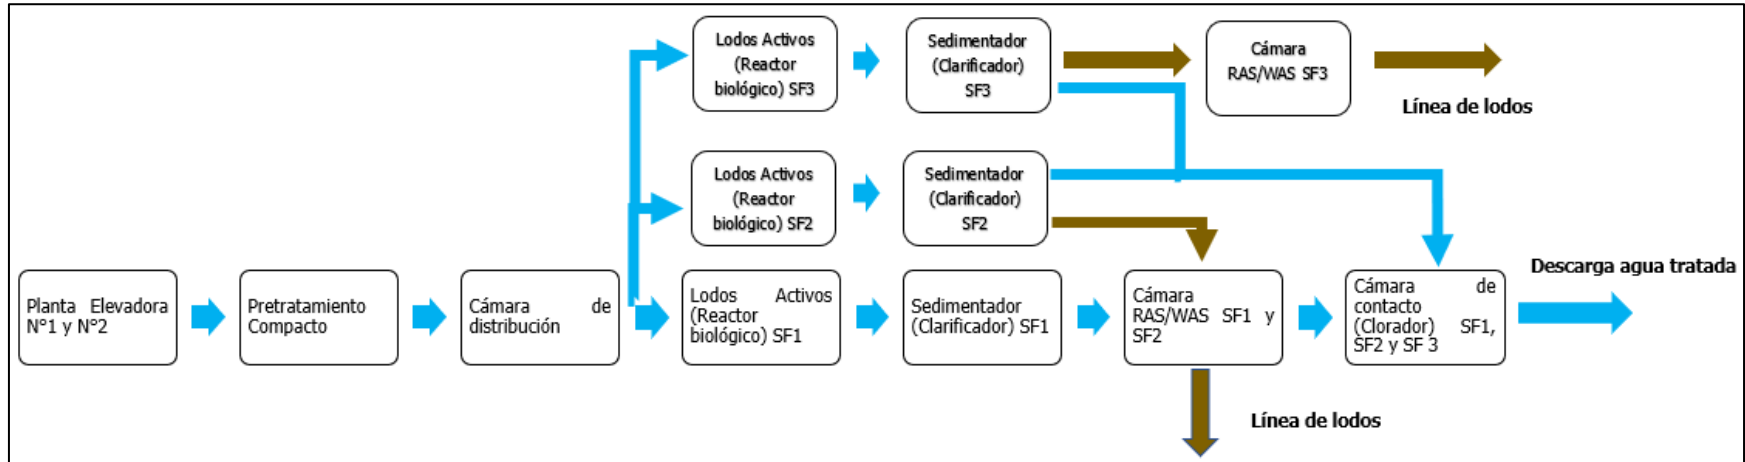 Lodos Activos
(Reactor
biológico) SF3
Sedimentador
(Clarificador)
SF3
Cámara
RAS/WAS SF3
Línea de lodos
Lodos Activos
(Reactor
biológico) SF2
Sedimentador
(Clarificador)
SF2
Planta Elevadora
N°1 y N°2
Pretratamiento
Compacto
Cámara de
distribución
Lodos Activos
(Reactor
biológico) SF1
Sedimentador
(Clarificador) SF1
Cámara
RAS/WAS SF1 y
SF2
Cámara de
contacto
(Clorador) SF1,
SF2 y SF 3
Descarga agua tratada
Línea de lodos